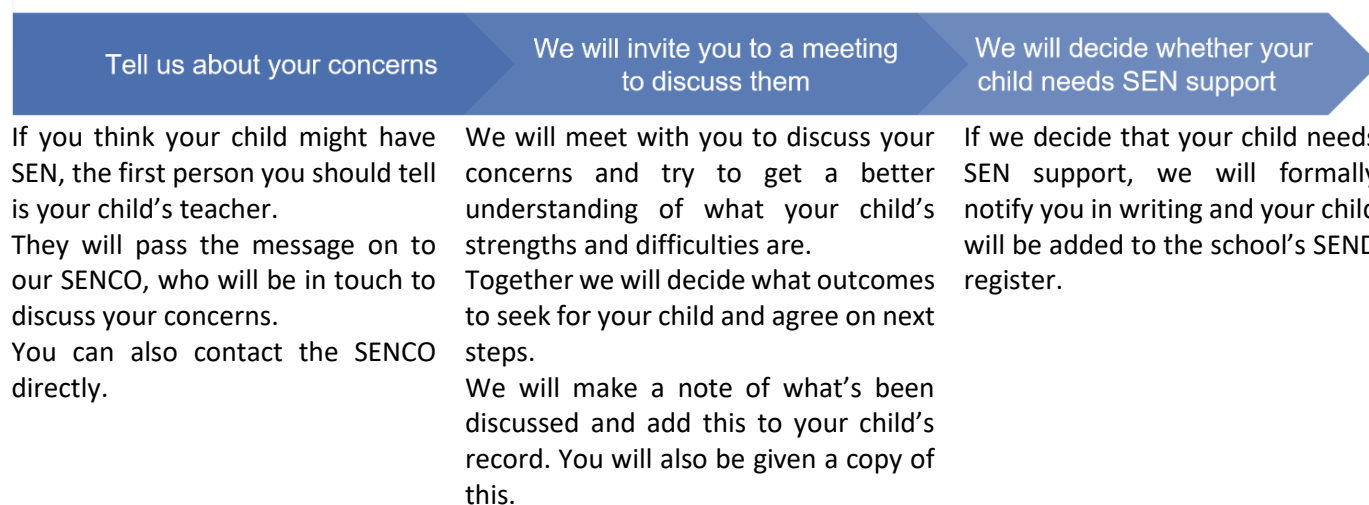 Tell us about your concerns
We will invite you to a meeting
to discuss them
We will decide whether your
child needs SEN support
If you think your child might have
SEN, the first person you should tell
is your child’s teacher.
They will pass the message on to
our SENCO, who will be in touch to
discuss your concerns.
You can also contact the SENCO
directly.
We will meet with you to discuss your
concerns and try to get a better
understanding of what your child’s
strengths and difficulties are.
Together we will decide what outcomes
to seek for your child and agree on next
steps.
We will make a note of what’s been
discussed and add this to your child’s
record. You will also be given a copy of
this.
If we decide that your child needs
SEN support, we will formally
notify you in writing and your child
will be added to the school’s SEND
register.